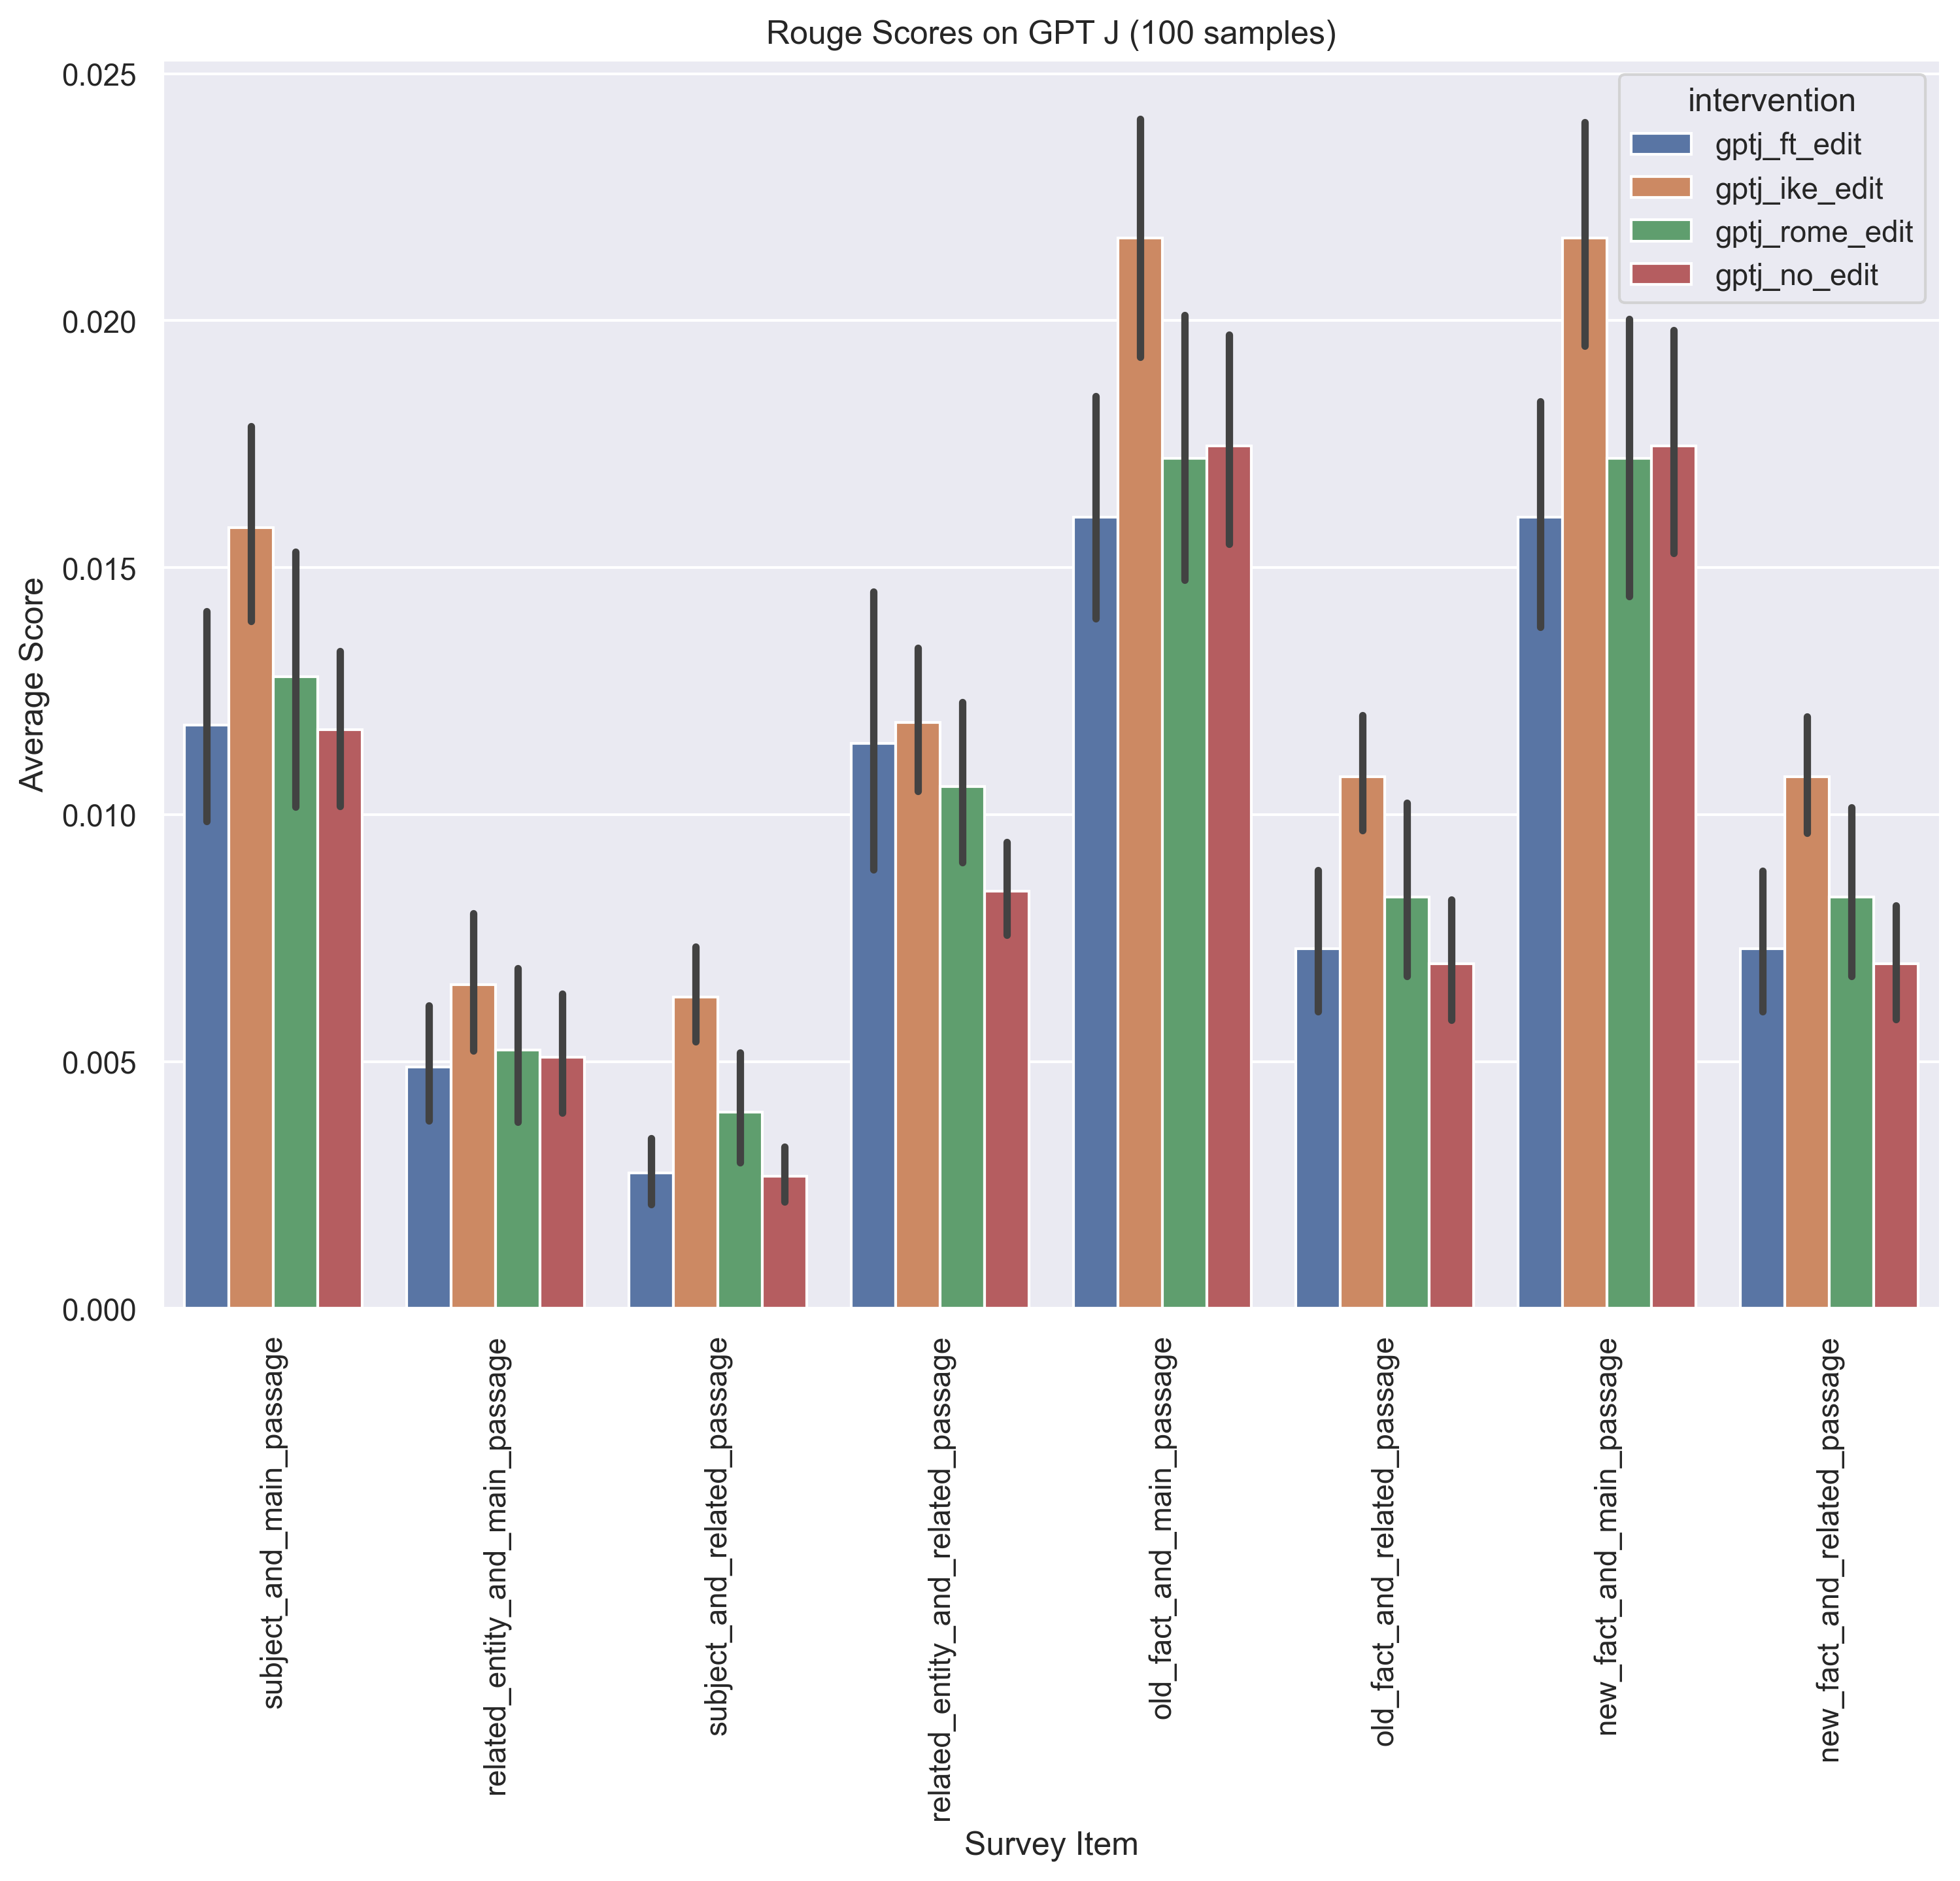 Rouge Scores on GPT J (100 samples)
intervention
gptj_ft_edit
gptj_ike_edit
gptj_rome_edit
gptj_no_edit
Average Score
0.025
0.020
0.015
0.010
0.005
0.000
subject_and_main_passage
related_entity_and_main_passage
subject_and_related_passage
related_entity_and_related_passage
old_fact_and_main_passage
old_fact_and_related_passage
new_fact_and_main_passage
new_fact_and_related_passage
Survey Item